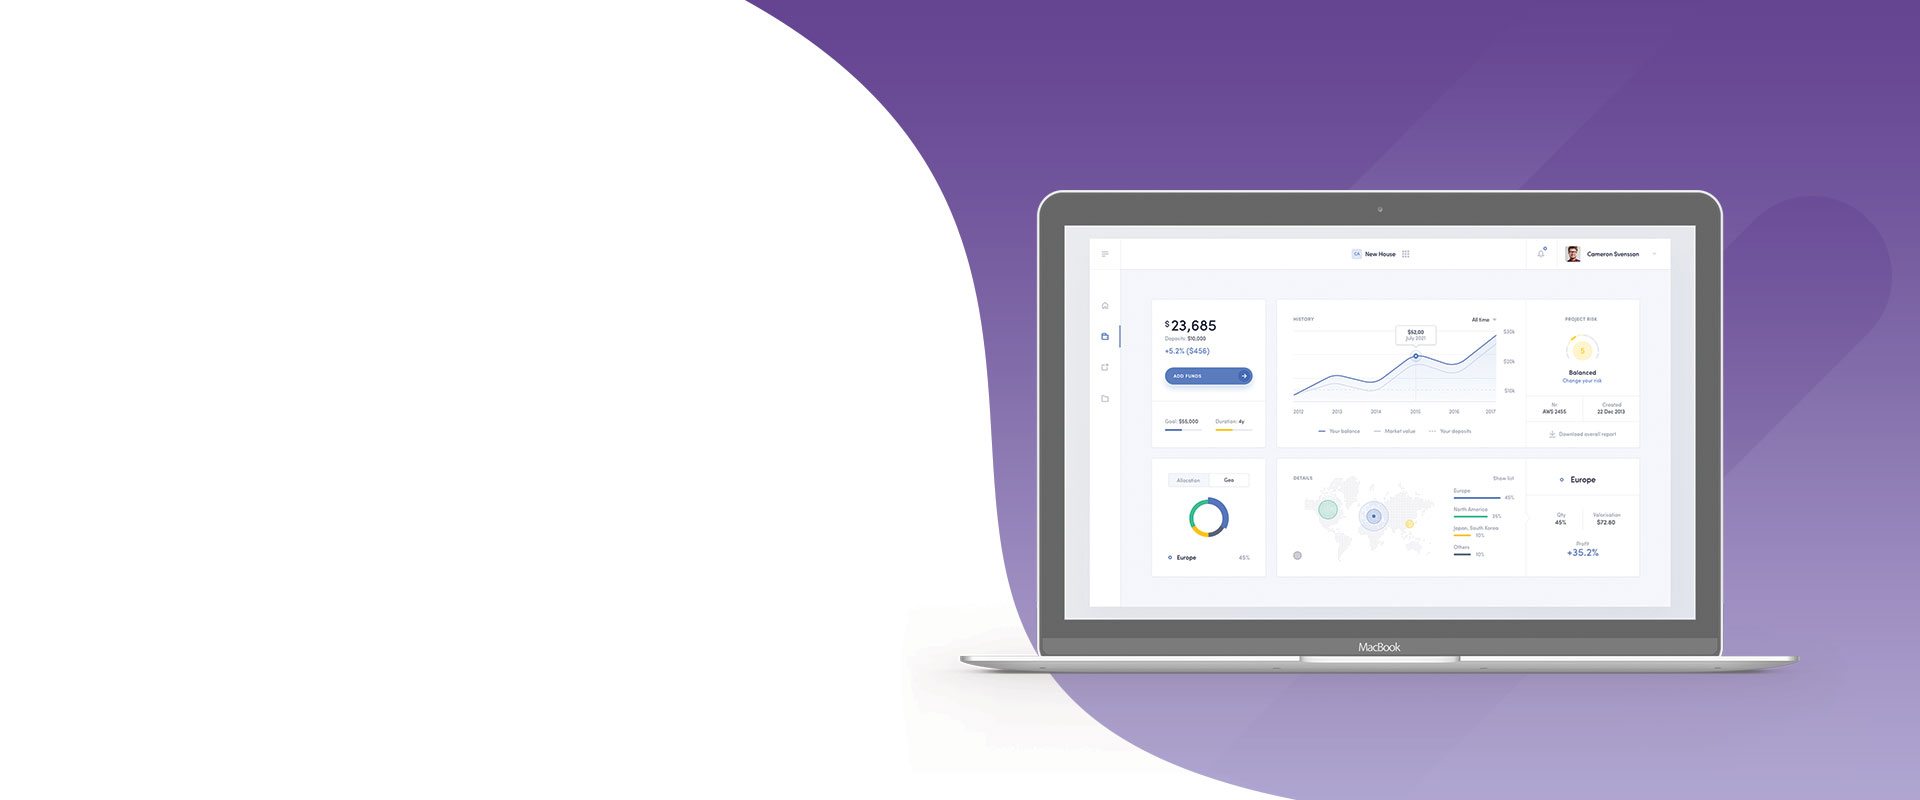 CA New House
Cameron Svensson
$23,685
Deposits: $10,000
+5.2% ($456)
ADD FUNDS
Goal: $55,000
Duration: 4y
HISTORY
All time
$52,00
July 2021
$30k
$20k
$10k
2012 2013 2014 2015 2016 2017
Your balance Market value Your deposits
PROJECT RISK
$
Balanced
Change your risk
Nr
AWS 2455
Created
22 Dec 2013
Download overall report
Allocation Geo
Europe 45%
DETAILS
Show list
Europe
45%
North America
35%
Japan, South Korea
10%
Others
10%
Europe
Qty
45%
Valorisation
$72.80
Profit
+35.2%
MacBook